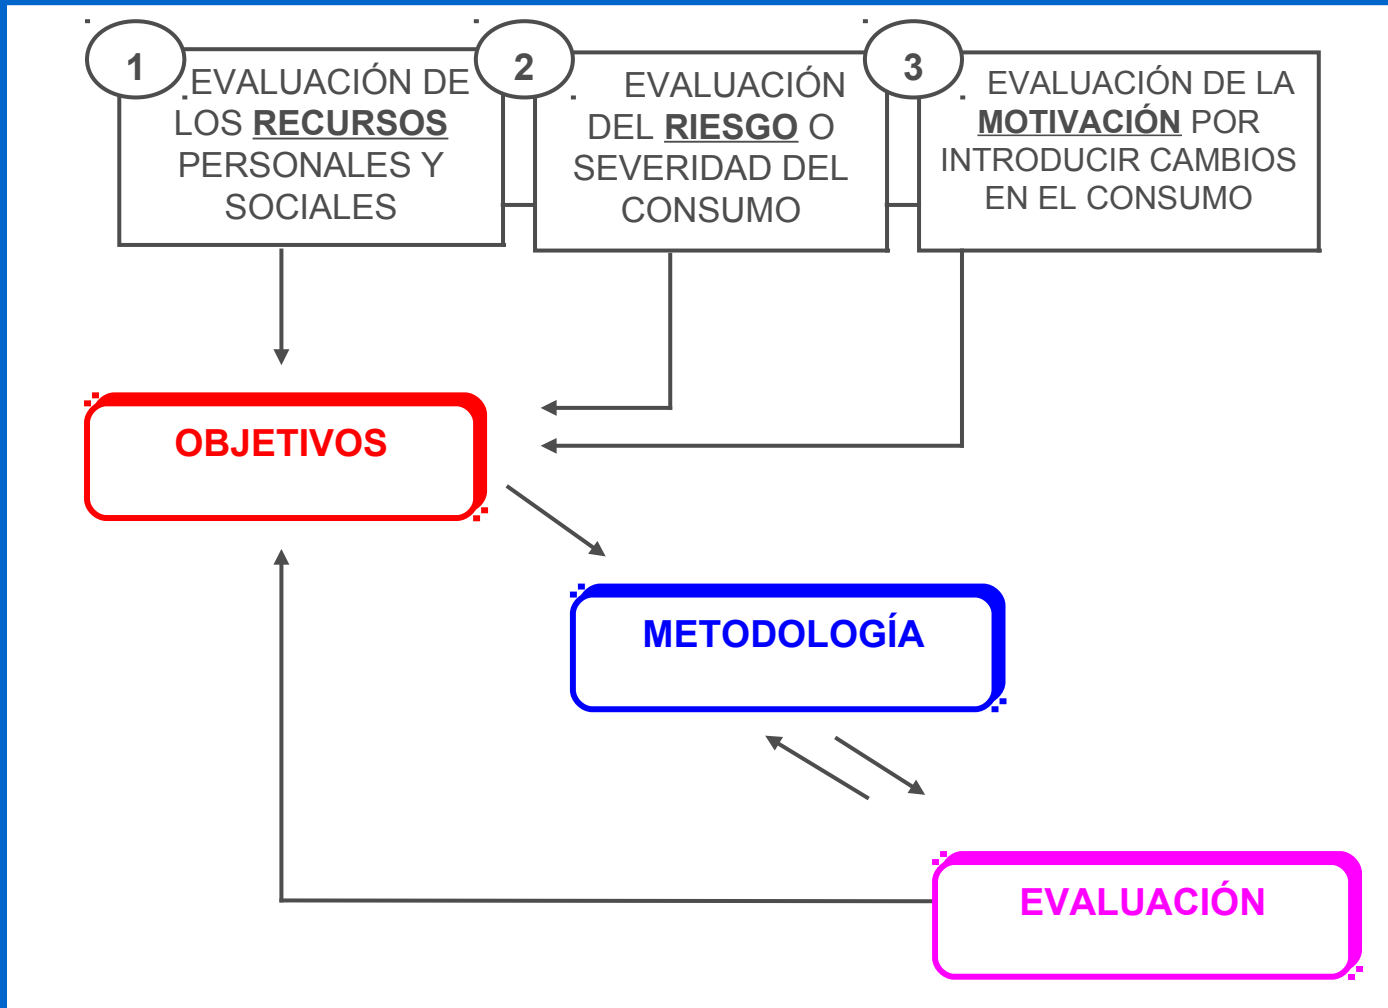 1
EVALUACIÓN DE
LOS RECURSOS
PERSONALES Y
SOCIALES
2
EVALUACIÓN
DEL RIESGO O
SEVERIDAD DEL
CONSUMO
3
EVALUACIÓN DE LA
MOTIVACIÓN POR
INTRODUCIR CAMBIOS
EN EL CONSUMO
OBJETIVOS
METODOLOGÍA
EVALUACIÓN